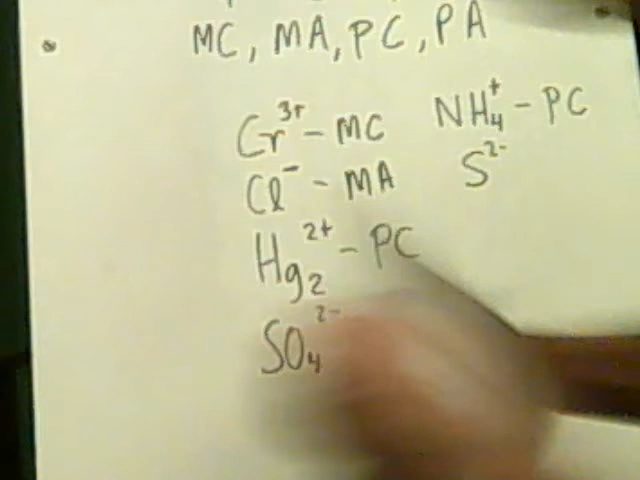 MC, MA, PC, PA
Cr³⁺ - MC
Cl⁻ - MA
Hg₂²⁺ - PC
SO₄²⁻
NH₄⁺ - PC
S²⁻